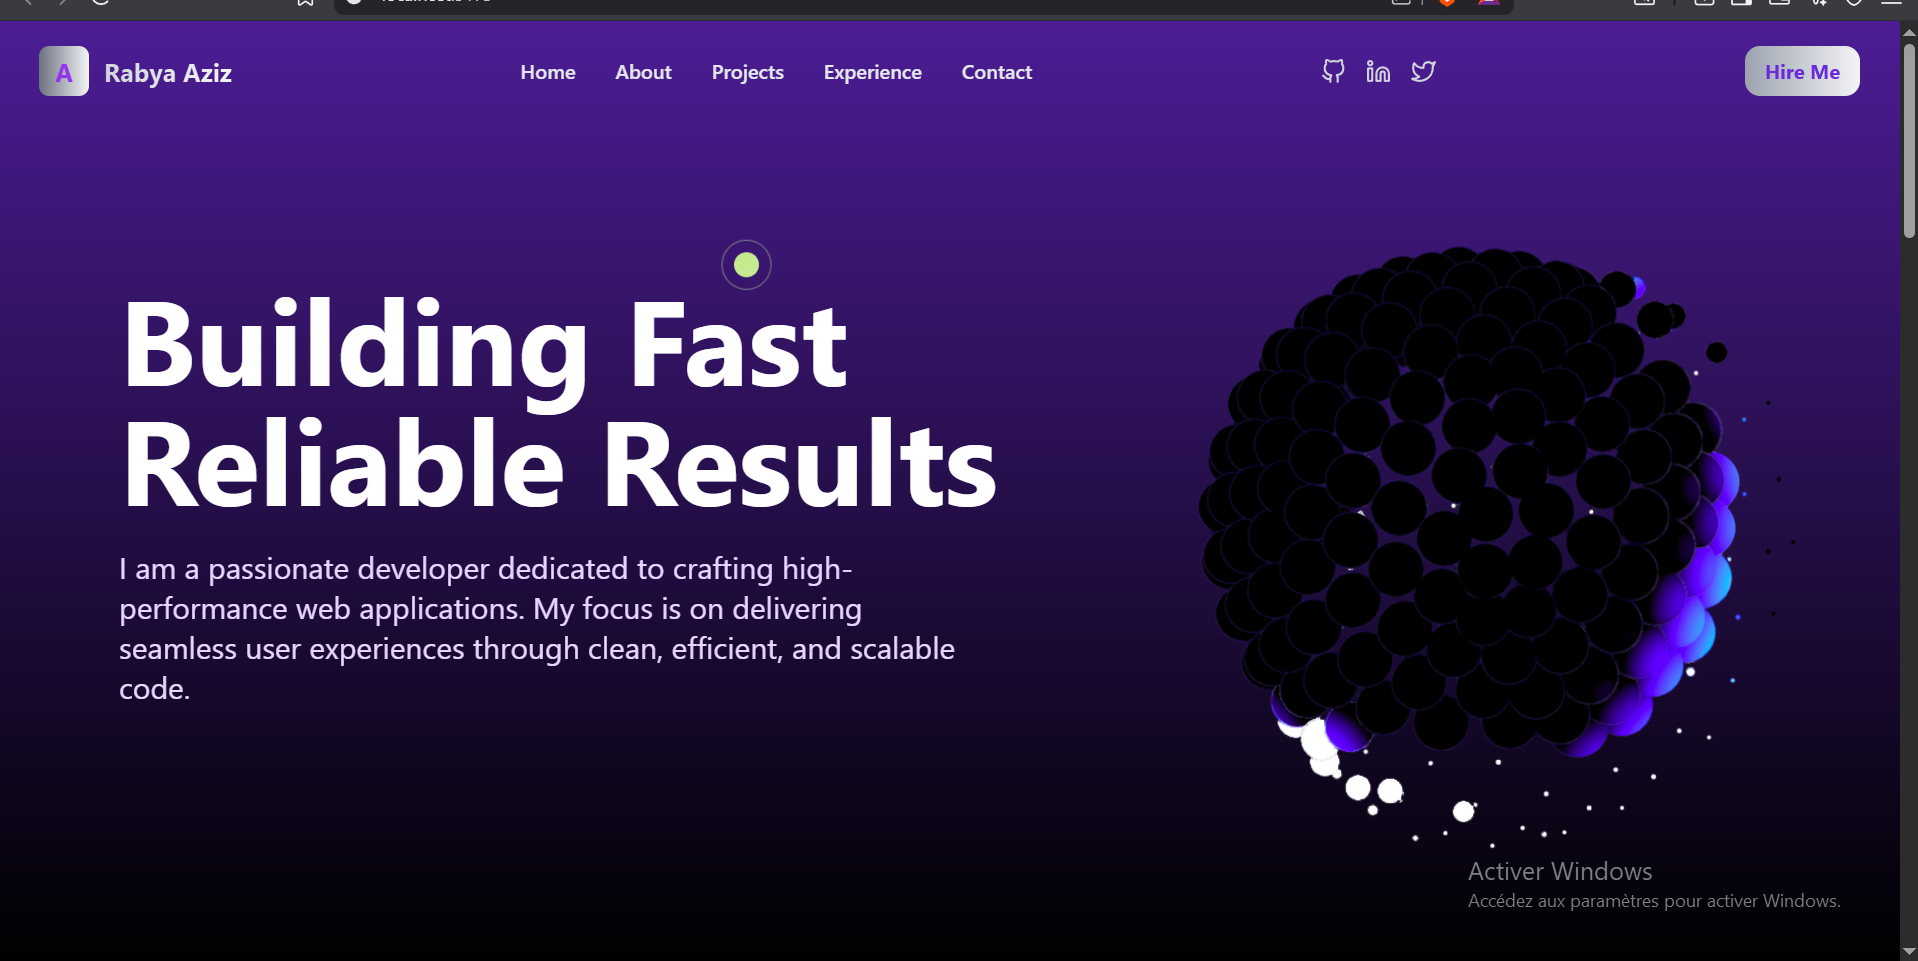 A
Rabya Aziz
Home
About
Projects
Experience
Contact
Hire Me
Building Fast
Reliable Results
I am a passionate developer dedicated to crafting high-
performance web applications. My focus is on delivering
seamless user experiences through clean, efficient, and scalable
code.
Activer Windows
Accédez aux paramètres pour activer Windows.